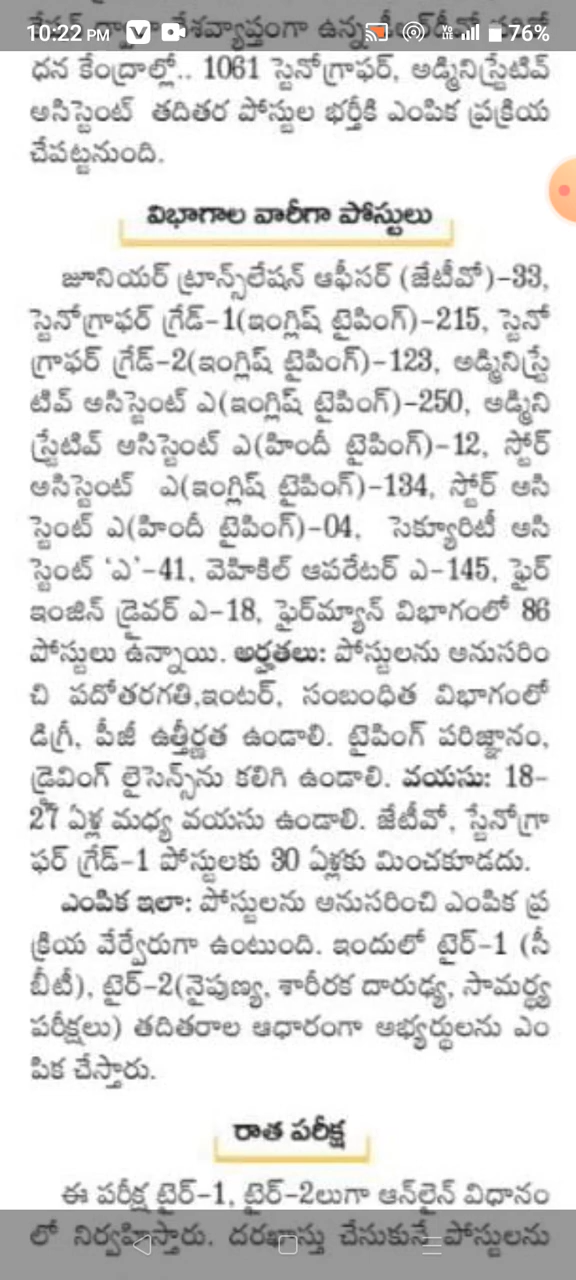 10:22 PM 76%
దేశవ్యాప్తంగా ఉన్న
ధన కేంద్రాల్లో.. 1061 స్టెనోగ్రాఫర్, అడ్మినిస్ట్రేటివ్
అసిస్టెంట్ తదితర పోస్టుల భర్తీకి ఎంపిక ప్రక్రియ
చేపట్టనుంది.
విభాగాల వారీగా పోస్టులు
జూనియర్ ట్రాన్స్‌లేషన్ ఆఫీసర్ (జేటీవో)-33,
స్టెనోగ్రాఫర్ గ్రేడ్-1(ఇంగ్లిష్ టైపింగ్)-215, స్టెనో
గ్రాఫర్ గ్రేడ్-2(ఇంగ్లిష్ టైపింగ్)-123, అడ్మినిస్ట్రే
టివ్ అసిస్టెంట్ ఎ(ఇంగ్లిష్ టైపింగ్)-250, అడ్మిని
స్ట్రేటివ్ అసిస్టెంట్ ఎ(హిందీ టైపింగ్)-12, స్టోర్
అసిస్టెంట్ ఎ(ఇంగ్లిష్ టైపింగ్)-134, స్టోర్ అసి
స్టెంట్ ఎ(హిందీ టైపింగ్)-04, సెక్యూరిటీ అసి
స్టెంట్ 'ఎ'-41, వెహికిల్ ఆపరేటర్ ఎ-145, ఫైర్
ఇంజిన్ డ్రైవర్ ఎ-18, ఫైర్‌మ్యాన్ విభాగంలో 86
పోస్టులు ఉన్నాయి. అర్హతలు: పోస్టులను అనుసరిం
చి పదోతరగతి,ఇంటర్, సంబంధిత విభాగంలో
డిగ్రీ, పీజీ ఉత్తీర్ణత ఉండాలి. టైపింగ్ పరిజ్ఞానం,
డ్రైవింగ్ లైసెన్స్‌ను కలిగి ఉండాలి. వయసు: 18-
27 ఏళ్ల మధ్య వయసు ఉండాలి. జేటీవో, స్టేనోగ్రా
ఫర్ గ్రేడ్-1 పోస్టులకు 30 ఏళ్లకు మించకూడదు.
ఎంపిక ఇలా: పోస్టులను అనుసరించి ఎంపిక ప్ర
క్రియ వేర్వేరుగా ఉంటుంది. ఇందులో టైర్-1 (సీ
బీటీ), టైర్-2(నైపుణ్య, శారీరక దారుఢ్య, సామర్థ్య
పరీక్షలు) తదితరాల ఆధారంగా అభ్యర్థులను ఎం
పిక చేస్తారు.
రాత పరీక్ష
ఈ పరీక్ష టైర్-1, టైర్-2లుగా ఆన్‌లైన్ విధానం
లో నిర్వహిస్తారు. దరఖాస్తు చేసుకునే పోస్టులను